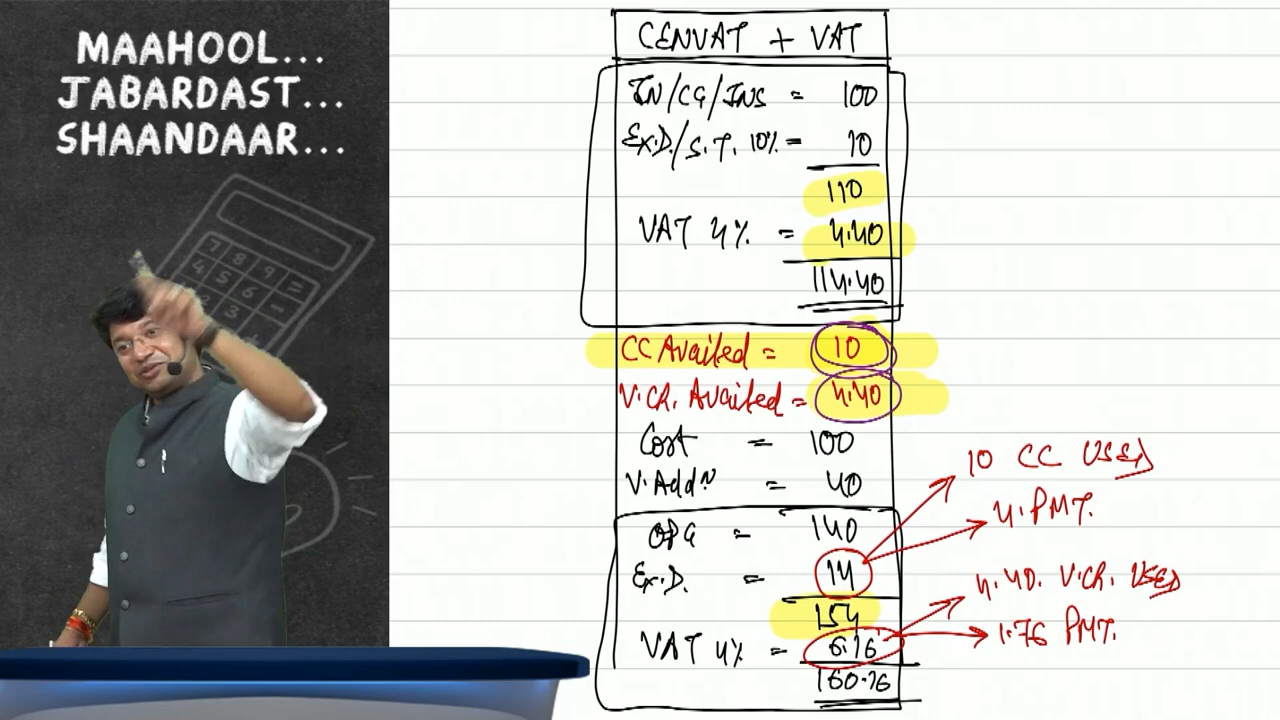 MAAHOOL...
JABARDAST...
SHAANDAAR...
CENVAT + VAT
IN/CG/INS = 100
EX.D./S.T. 10% = 10
110
VAT 4% = 4.40
114.40
CC Availed = 10
V.CR. Availed = 4.40
Cost = 100
V.Addn = 40
OPG = 140
Ex.D. = 14
154
VAT 4% = 6.16
160.16
10 CC USED
4. PMT.
4.40. V.CR. USED
1.76 PMT.